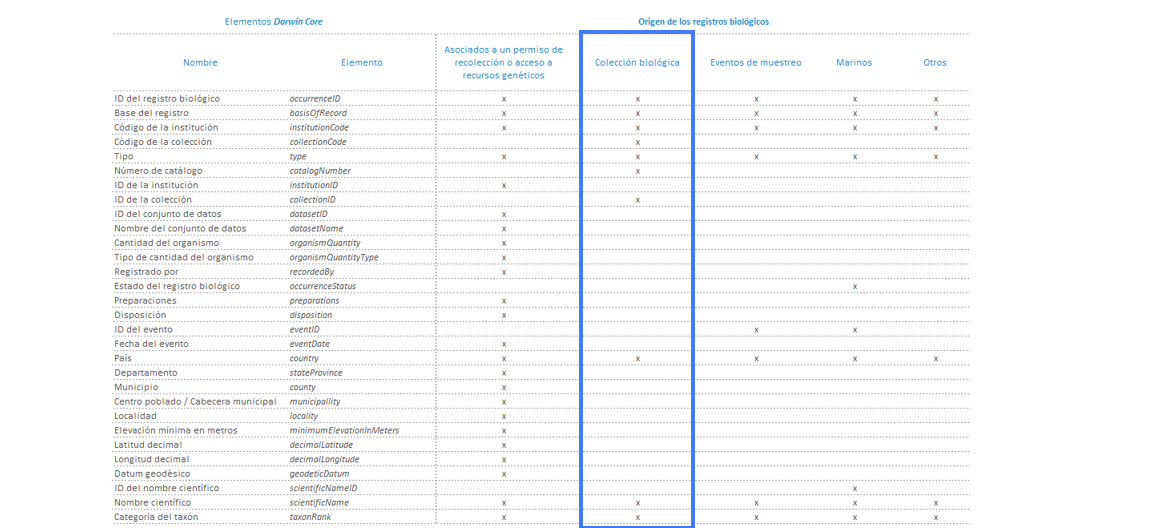 Elementos Darwin Core Origen de los registros biológicos
Nombre Elemento Asociados a un permiso de recolección o acceso a recursos genéticos Colección biológica Eventos de muestreo Marinos Otros
ID del registro biológico occurrenceID x x x x x
Base del registro basisOfRecord x x x x x
Código de la institución institutionCode x x x x x
Código de la colección collectionCode x
Tipo type x x x x x
Número de catálogo catalogNumber x
ID de la institución institutionID x
ID de la colección collectionID x
ID del conjunto de datos datasetID x
Nombre del conjunto de datos datasetName x
Cantidad del organismo organismQuantity x
Tipo de cantidad del organismo organismQuantityType x
Registrado por recordedBy x
Estado del registro biológico occurrenceStatus x
Preparaciones preparations x
Disposición disposition x
ID del evento eventID x x
Fecha del evento eventDate x
País country x x x x x
Departamento stateProvince x
Municipio county x
Centro poblado / Cabecera municipal municipallity x
Localidad locality x
Elevación mínima en metros minimumElevationInMeters x
Latitud decimal decimalLatitude x
Longitud decimal decimalLongitude x
Datum geodésico geodeticDatum x
ID del nombre científico scientificNameID x
Nombre científico scientificName x x x x x
Categoría del taxón taxonRank x x x x x